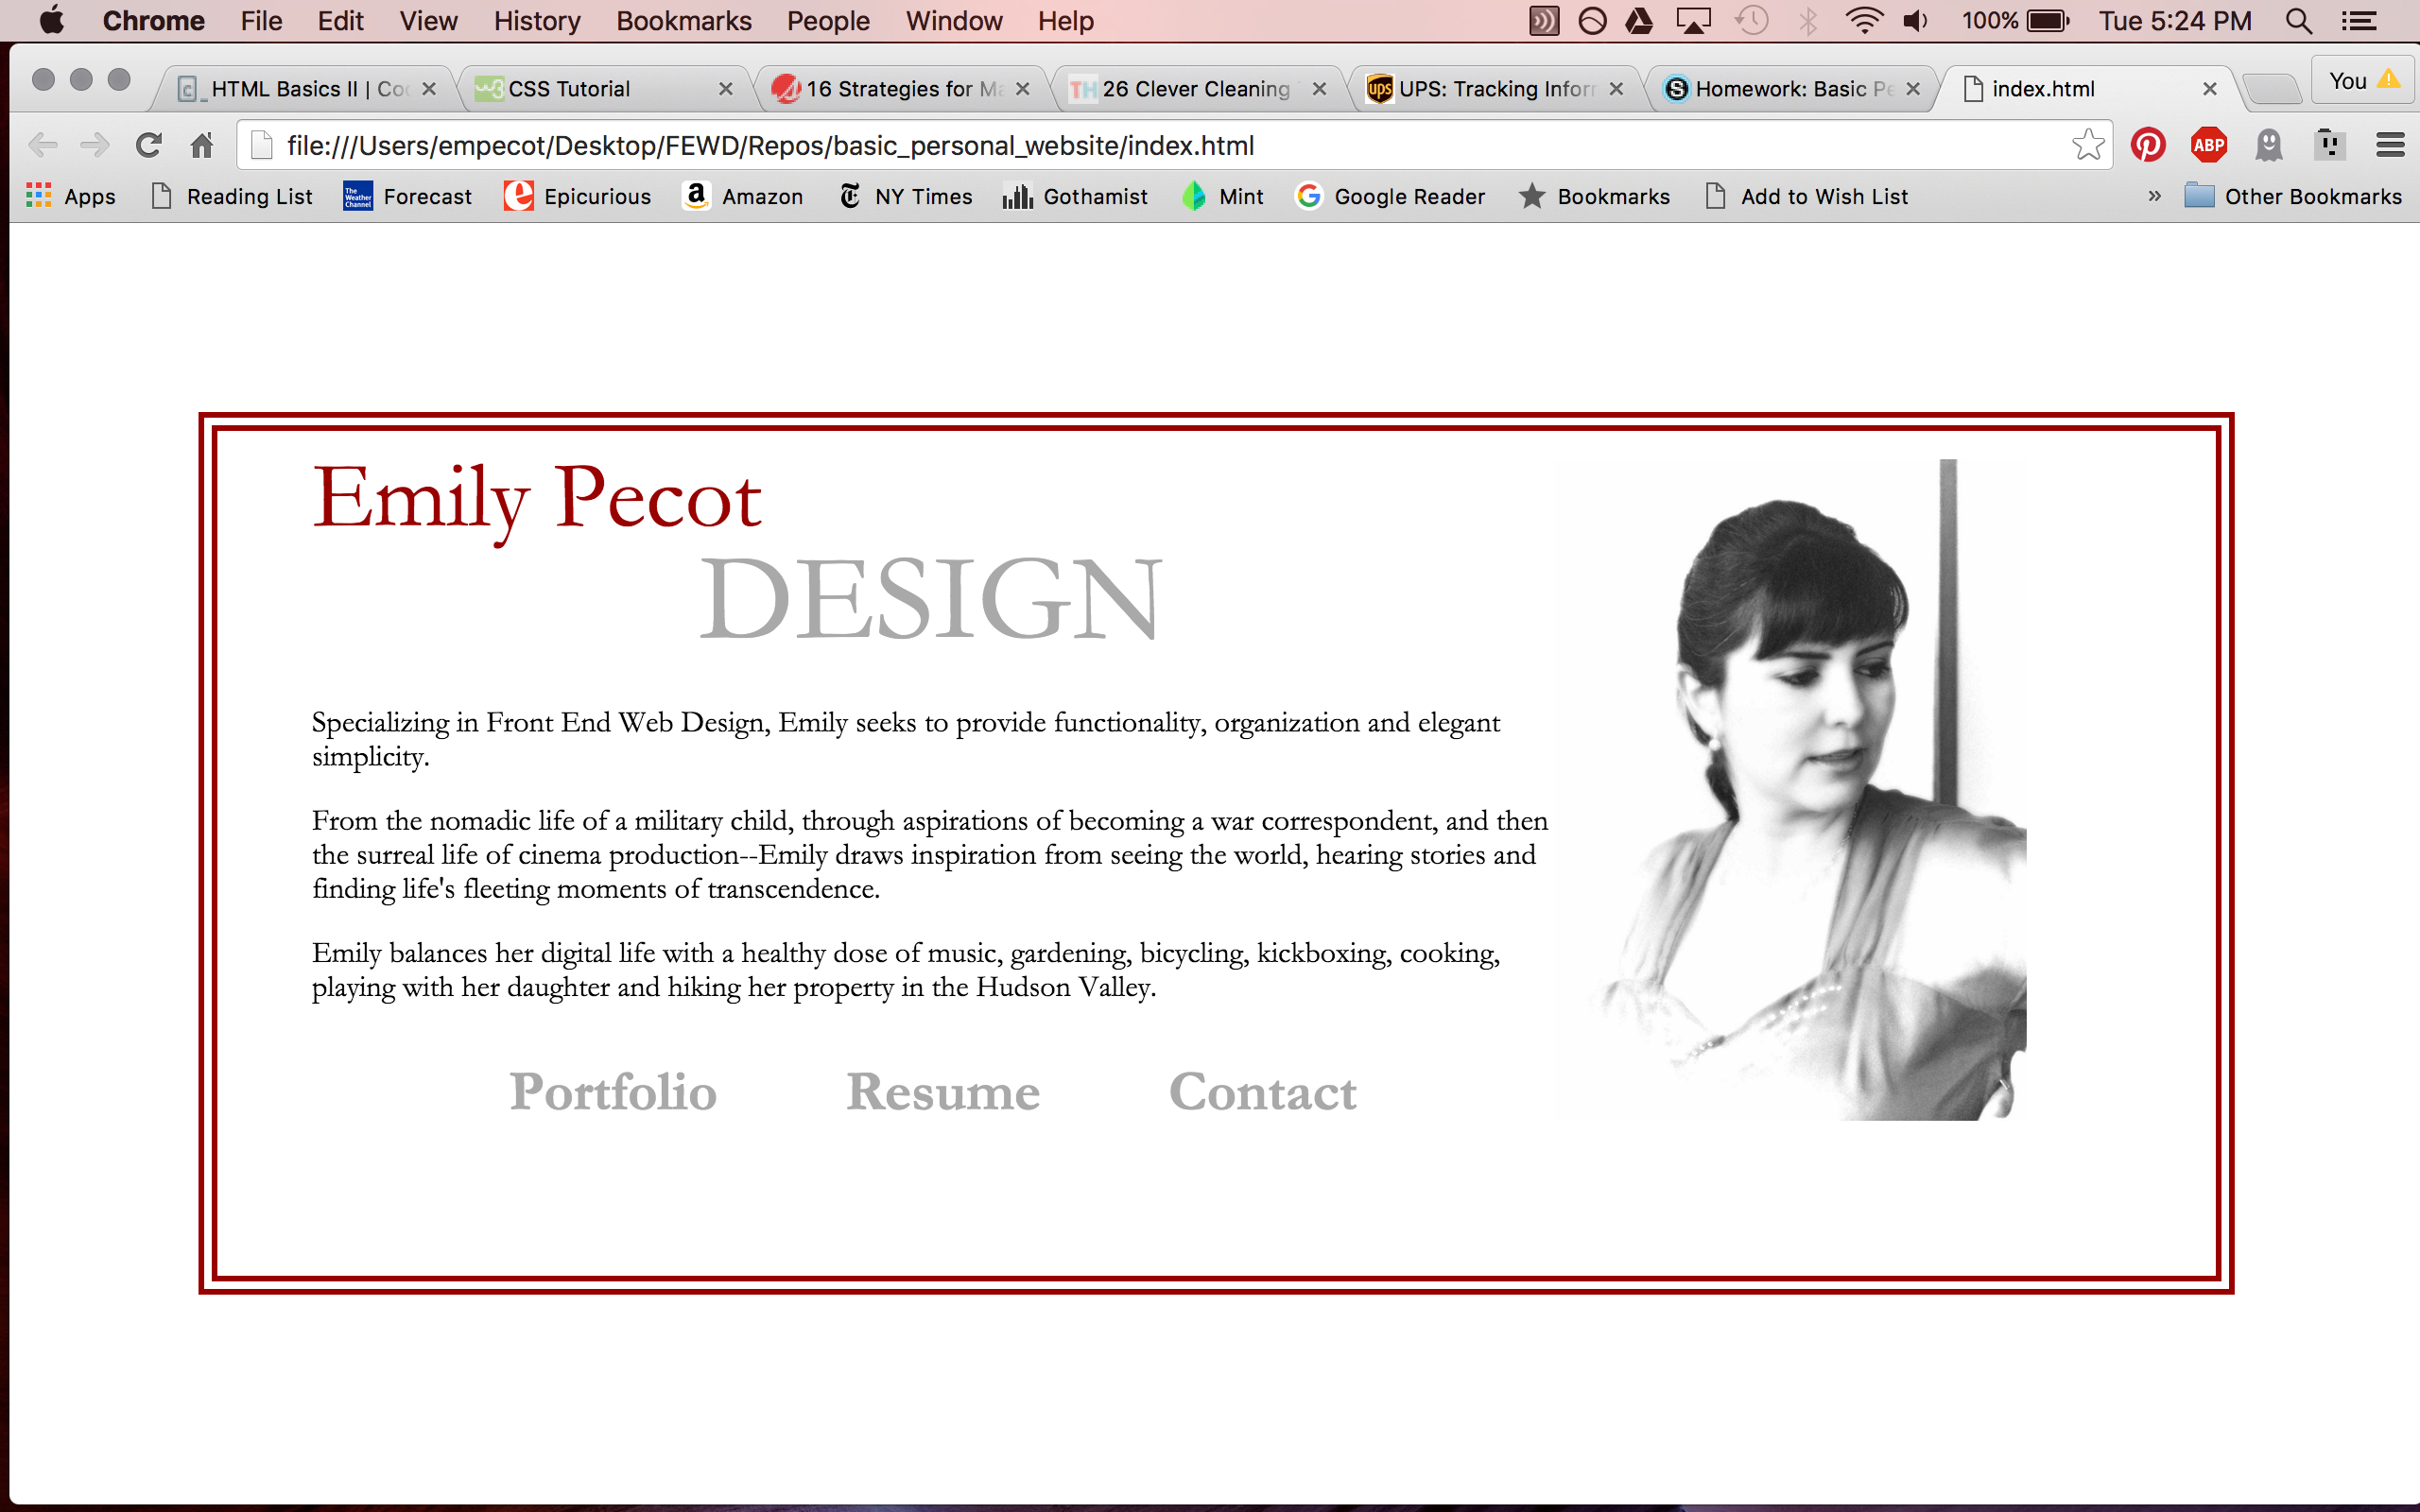 Chrome File Edit View History Bookmarks People Window Help 100% Tue 5:24 PM
HTML Basics II | Co CSS Tutorial 16 Strategies for Ma 26 Clever Cleaning UPS: Tracking Infor Homework: Basic Pe index.html You
file:///Users/empecot/Desktop/FEWD/Repos/basic_personal_website/index.html ABP
Apps Reading List Forecast Epicurious Amazon NY Times Gothamist Mint Google Reader Bookmarks Add to Wish List » Other Bookmarks
Emily Pecot
DESIGN
Specializing in Front End Web Design, Emily seeks to provide functionality, organization and elegant
simplicity.
From the nomadic life of a military child, through aspirations of becoming a war correspondent, and then
the surreal life of cinema production--Emily draws inspiration from seeing the world, hearing stories and
finding life's fleeting moments of transcendence.
Emily balances her digital life with a healthy dose of music, gardening, bicycling, kickboxing, cooking,
playing with her daughter and hiking her property in the Hudson Valley.
Portfolio Resume Contact